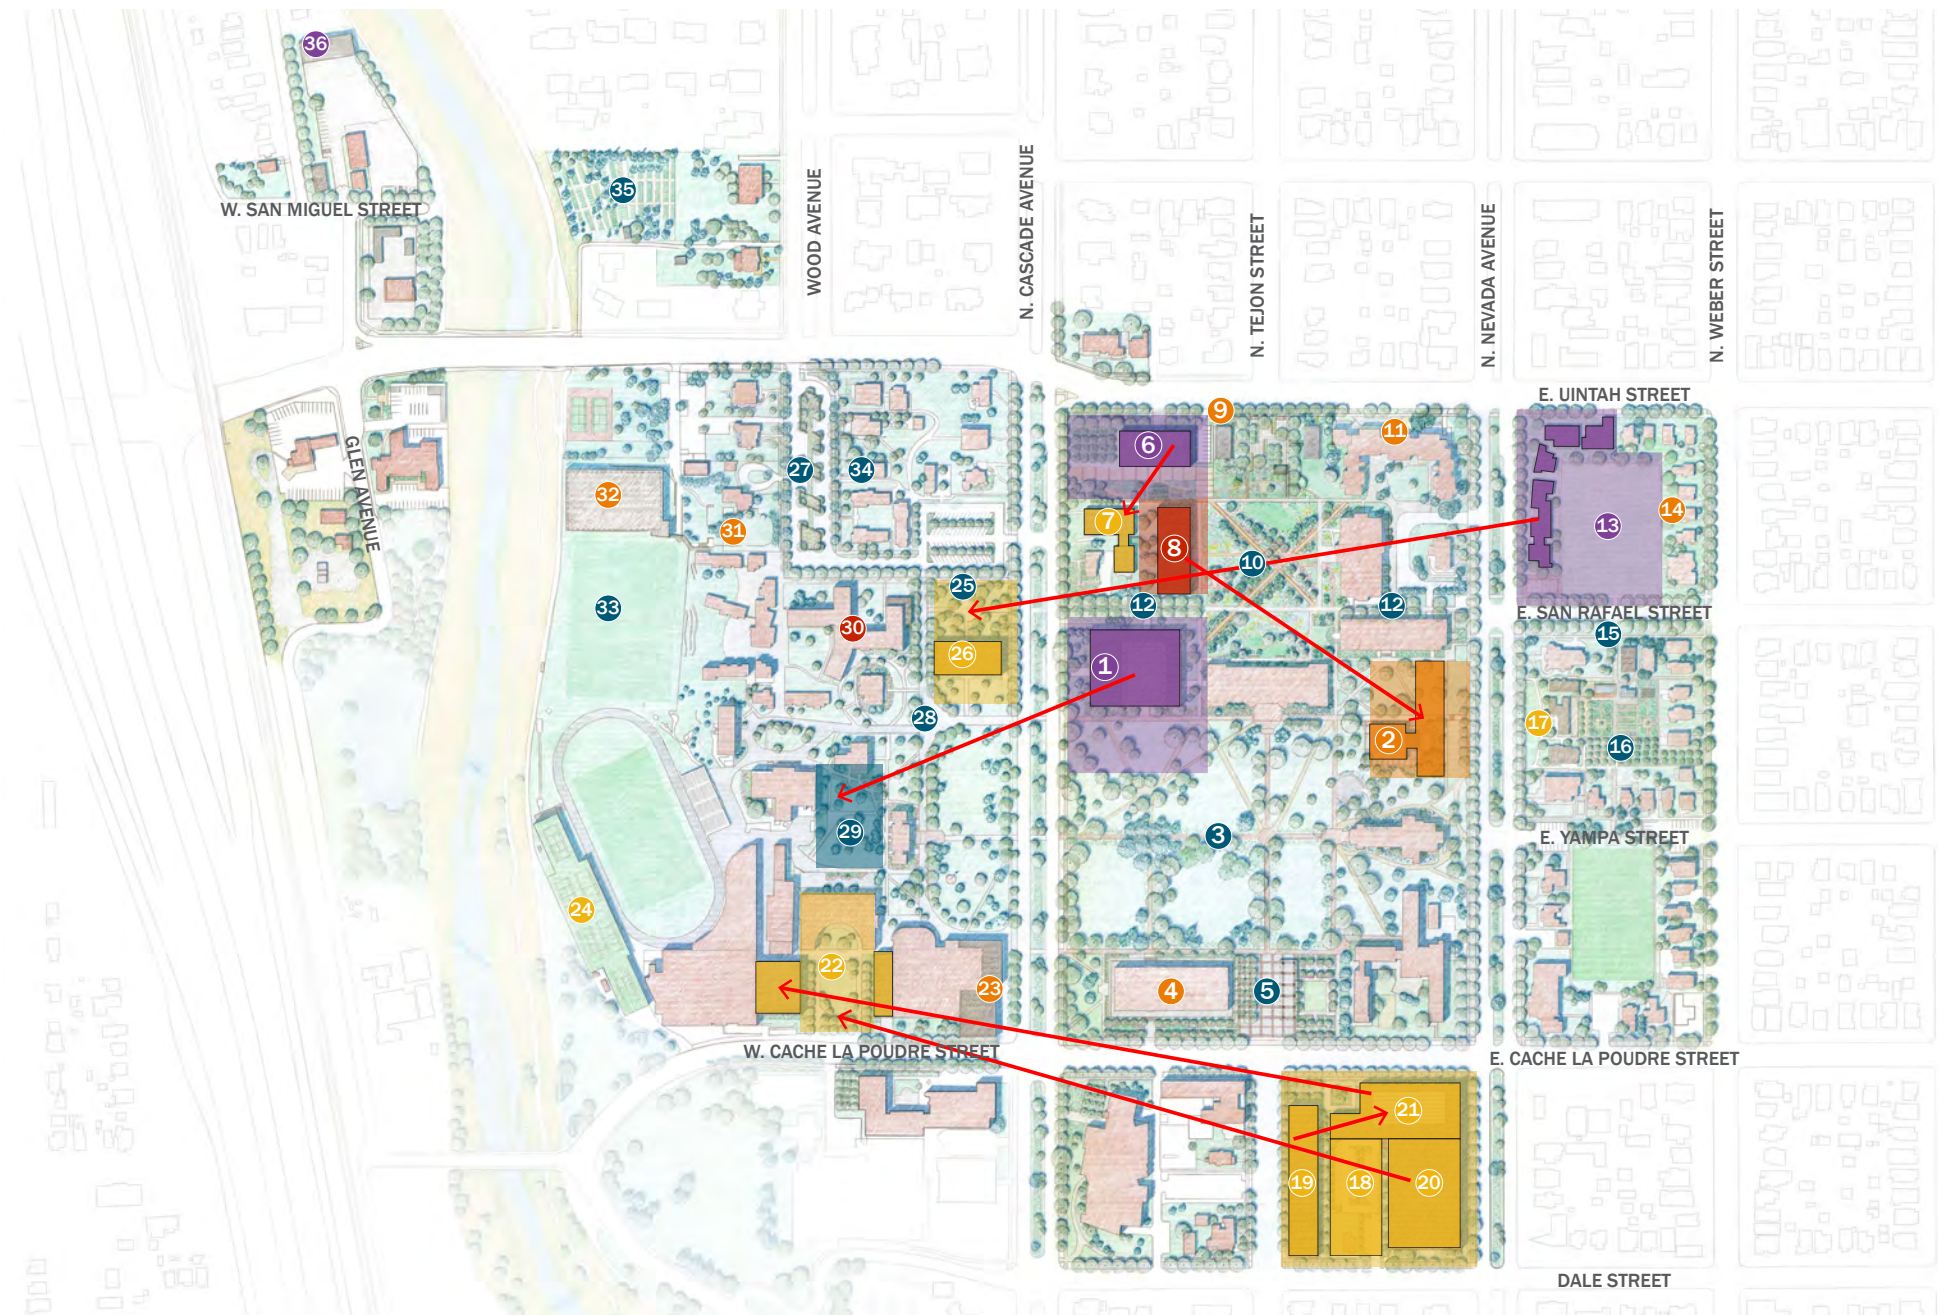 36
35
W. SAN MIGUEL STREET
WOOD AVENUE
N. CASCADE AVENUE
N. TEJON STREET
N. NEVADA AVENUE
N. WEBER STREET
E. UINTAH STREET
GLEN AVENUE
9
6
11
27
34
32
31
7
8
10
13
14
33
25
12
12
E. SAN RAFAEL STREET
30
26
1
15
28
2
17
16
29
3
E. YAMPA STREET
24
22
23
4
5
W. CACHE LA POUDRE STREET
E. CACHE LA POUDRE STREET
21
19
18
20
DALE STREET